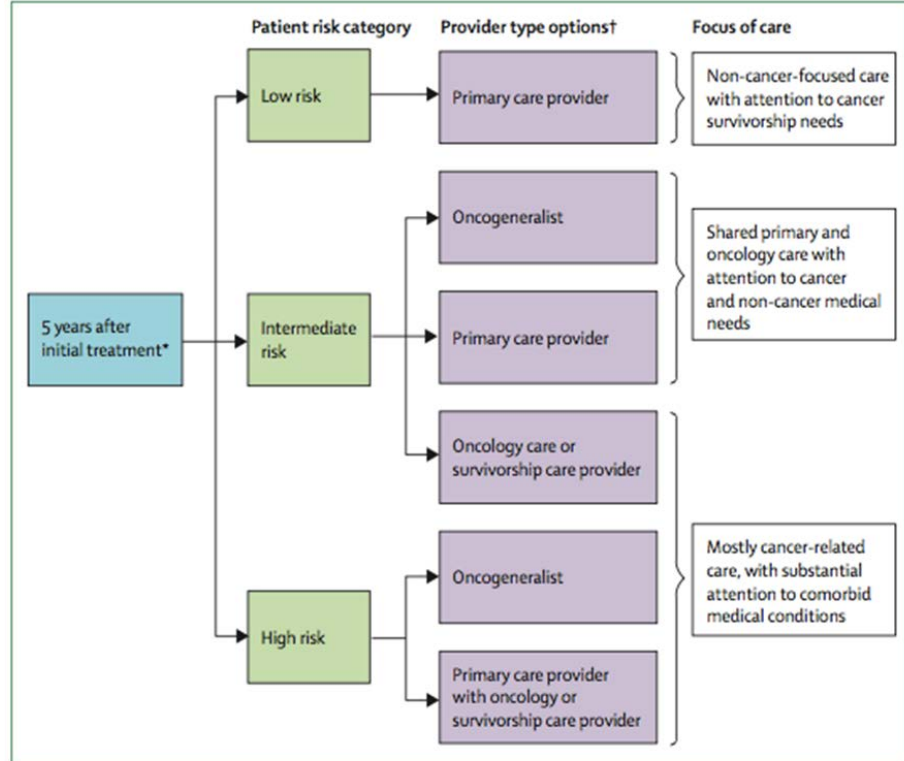 Patient risk category
Provider type options†
Focus of care
Low risk
Primary care provider
Non-cancer-focused care
with attention to cancer
survivorship needs
Oncogeneralist
Shared primary and
oncology care with
attention to cancer
and non-cancer medical
needs
5 years after
initial treatment*
Intermediate
risk
Primary care provider
Oncology care or
survivorship care provider
Mostly cancer-related
care, with substantial
attention to comorbid
medical conditions
High risk
Oncogeneralist
Primary care provider
with oncology or
survivorship care provider